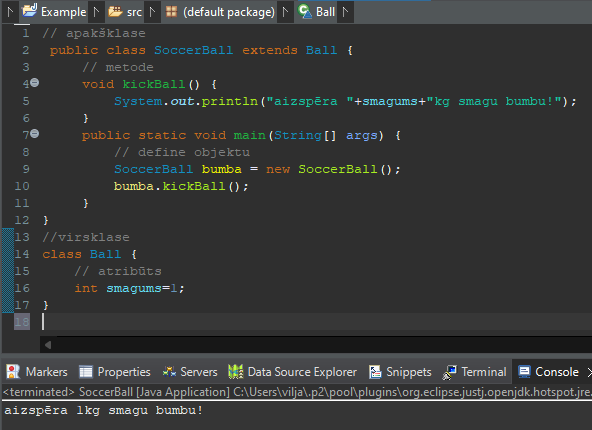 Example src (default package) Ball
1 // apakšklase
2 public class SoccerBall extends Ball {
3 // metode
4 void kickBall() {
5 System.out.println("aizspēra "+smagums+"kg smagu bumbu!");
6 }
7 public static void main(String[] args) {
8 // define objektu
9 SoccerBall bumba = new SoccerBall();
10 bumba.kickBall();
11 }
12 }
13 //virsklase
14 class Ball {
15 // atribūts
16 int smagums=1;
17 }
18
Markers Properties Servers Data Source Explorer Snippets Terminal Console
<terminated> SoccerBall [Java Application] C:\Users\vilja\.p2\pool\plugins\org.eclipse.justj.openjdk.hotspot.jre.
aizspēra 1kg smagu bumbu!